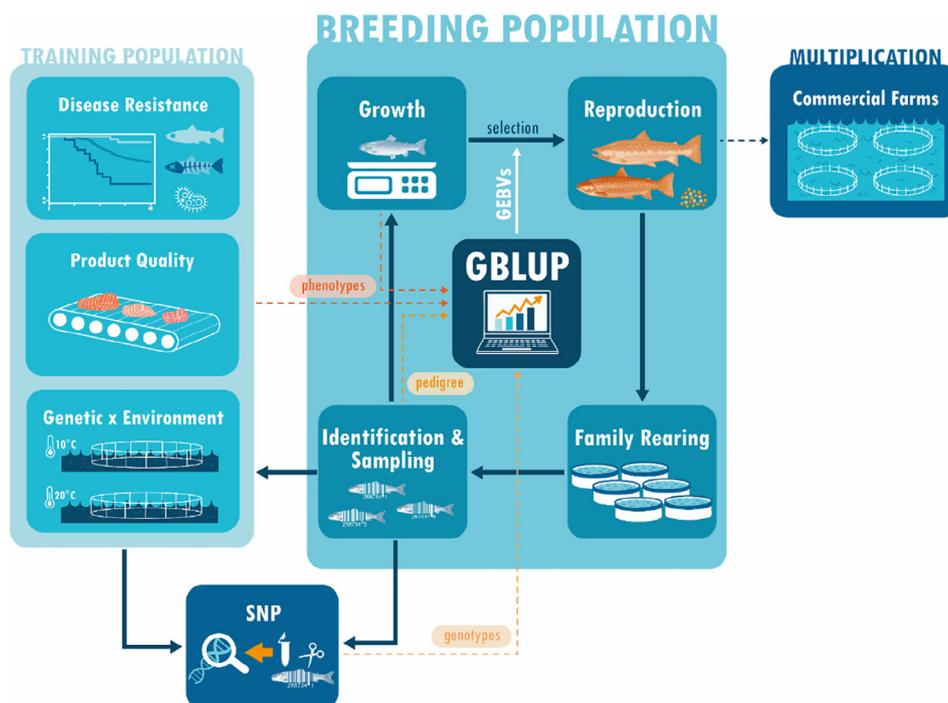 BREEDING POPULATION
TRAINING POPULATION
MULTIPLICATION
Disease Resistance
Growth
selection
Reproduction
Commercial Farms
GEBVs
Product Quality
phenotypes
GBLUP
pedigree
Genetic x Environment
10°C
20°C
Identification &
Sampling
Family Rearing
SNP
genotypes